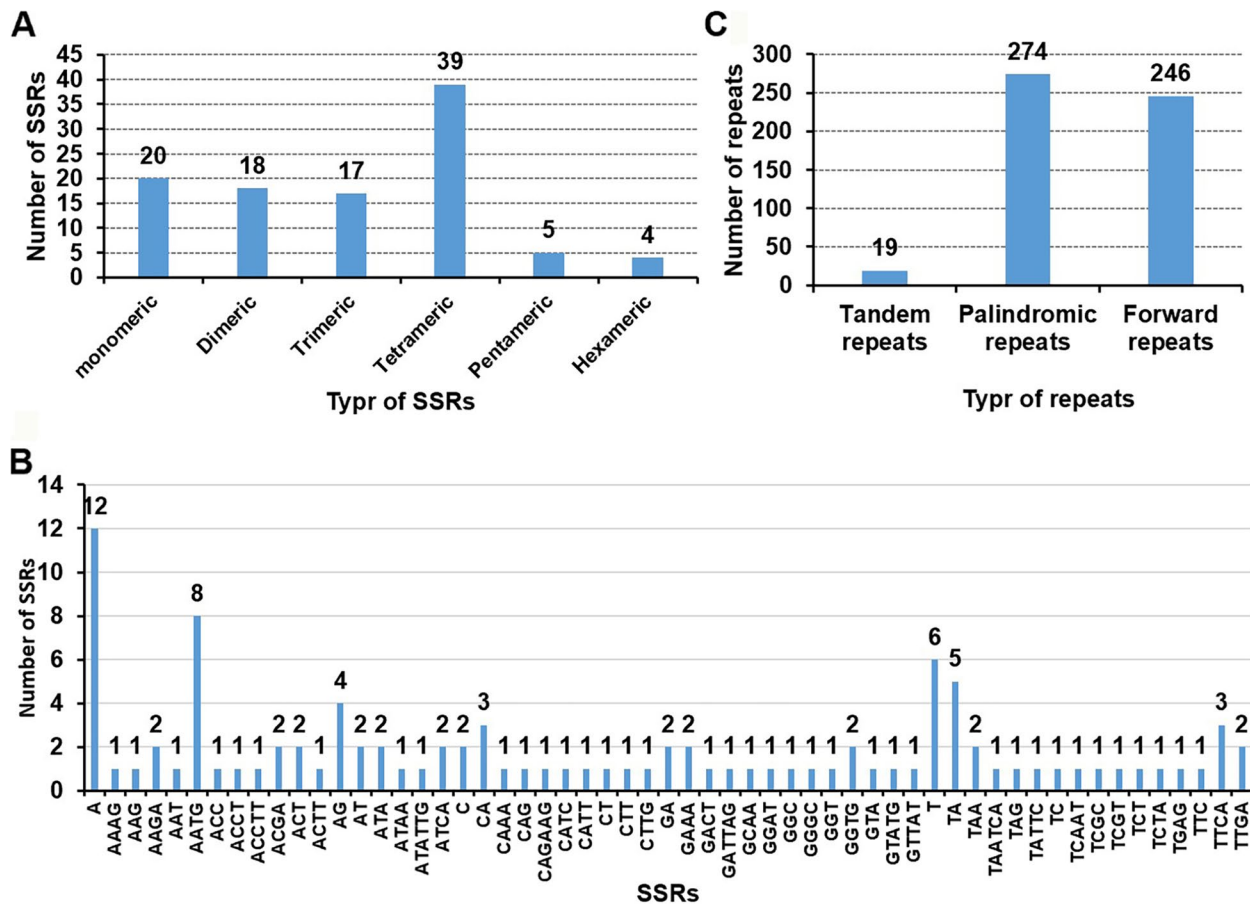 A
Number of SSRs
45
40
35
30
25
20
15
10
5
0
20
18
17
39
5
4
monomeric
Dimeric
Trimeric
Tetrameric
Pentameric
Hexameric
Typr of SSRs
C
Number of repeats
300
250
200
150
100
50
0
19
274
246
Tandem
repeats
Palindromic
repeats
Forward
repeats
Typr of repeats
B
Number of SSRs
14
12
10
8
6
4
2
0
12
1
1
2
1
8
1
1
1
2
2
1
4
2
2
1
1
2
2
3
1
1
1
1
1
1
1
1
2
2
1
1
1
1
1
1
1
2
1
1
1
6
5
2
1
1
1
1
1
1
1
1
1
1
1
3
2
A
AAAG
AAG
AAGA
AAT
AATG
ACC
ACCT
ACCTT
ACGA
ACT
ACTT
AG
AT
ATA
ATAA
ATATTG
ATCA
C
CA
CAAA
CAG
CAGAAG
CATC
CATT
CT
CTT
CTTG
GA
GAAA
GACT
GATTAG
GCAA
GGAT
GGC
GGGC
GGT
GGTG
GTA
GTATG
GTTAT
T
TA
TAA
TAATCA
TAG
TATTC
TC
TCAAT
TCGC
TCGT
TCT
TCTA
TGAG
TTC
TTCA
TTGA
SSRs